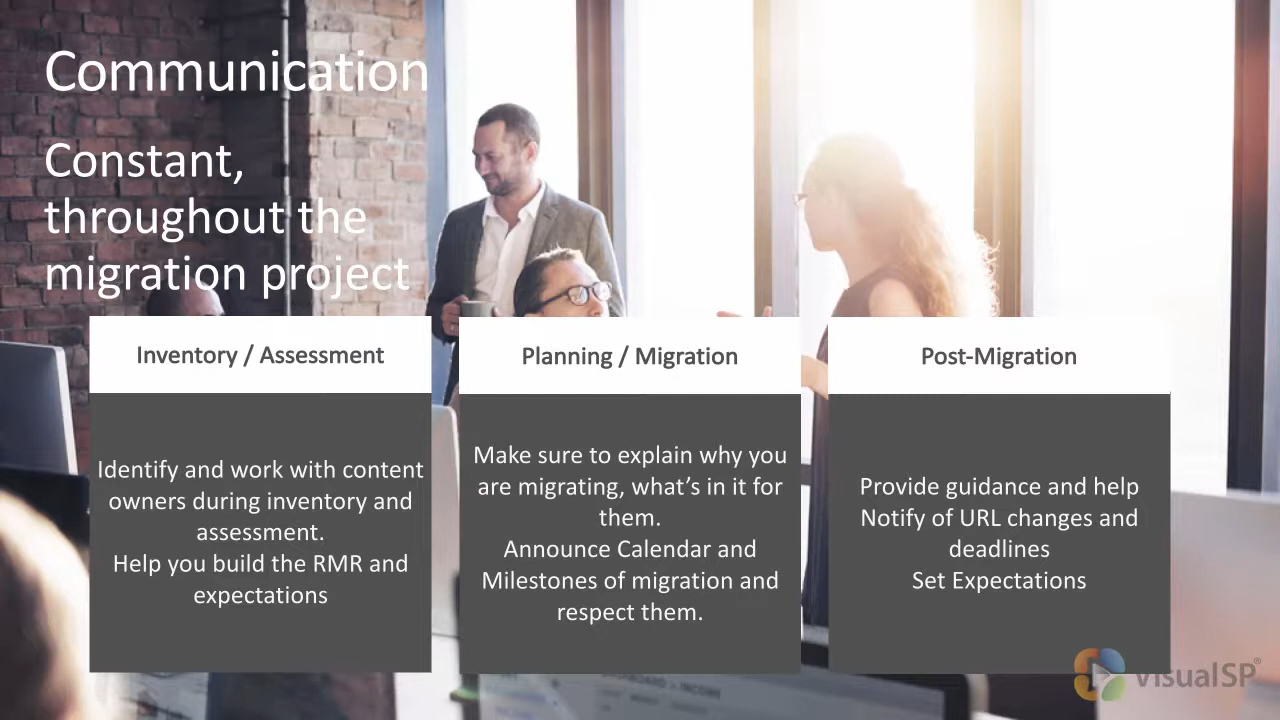 Communication
Constant,
throughout the
migration project
Inventory / Assessment
Identify and work with content
owners during inventory and
assessment.
Help you build the RMR and
expectations
Planning / Migration
Make sure to explain why you
are migrating, what’s in it for
them.
Announce Calendar and
Milestones of migration and
respect them.
Post-Migration
Provide guidance and help
Notify of URL changes and
deadlines
Set Expectations
VisualSP®